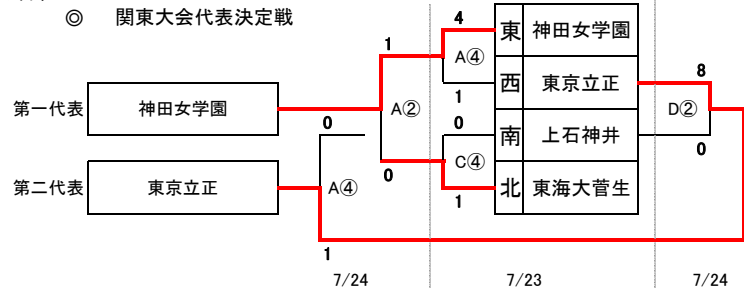 ◎ 関東大会代表決定戦
4
東 神田女学園
1
A④
8
西 東京立正
第一代表 神田女学園
A②
1
D②
0
0
南 上石神井
0
C④
第二代表 東京立正
A④
0
1
北 東海大菅生
1
7/24
7/23
7/24